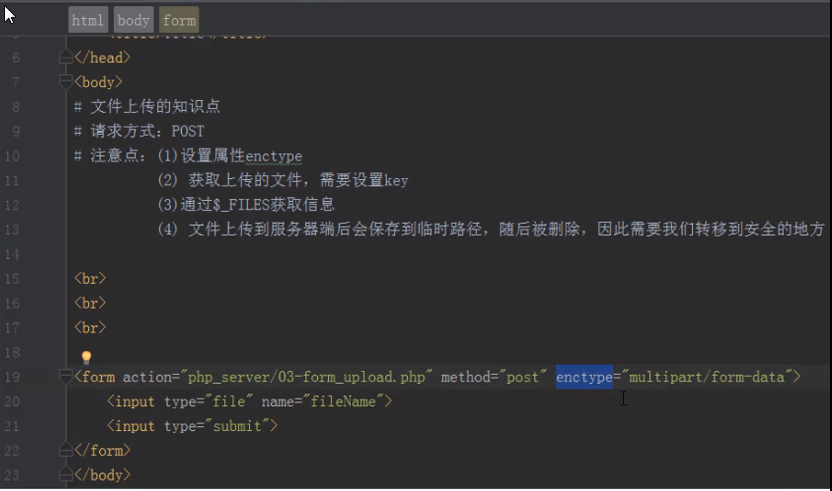 html body form
5 <title>Title</title>
6 </head>
7 <body>
8 # 文件上传的知识点
9 # 请求方式：POST
10 # 注意点：(1)设置属性enctype
11 (2) 获取上传的文件，需要设置key
12 (3)通过$_FILES获取信息
13 (4) 文件上传到服务器端后会保存到临时路径，随后被删除，因此需要我们转移到安全的地方
14
15 <br>
16 <br>
17 <br>
18
19 <form action="php_server/03-form_upload.php" method="post" enctype="multipart/form-data">
20 <input type="file" name="fileName">
21 <input type="submit">
22 </form>
23 </body>